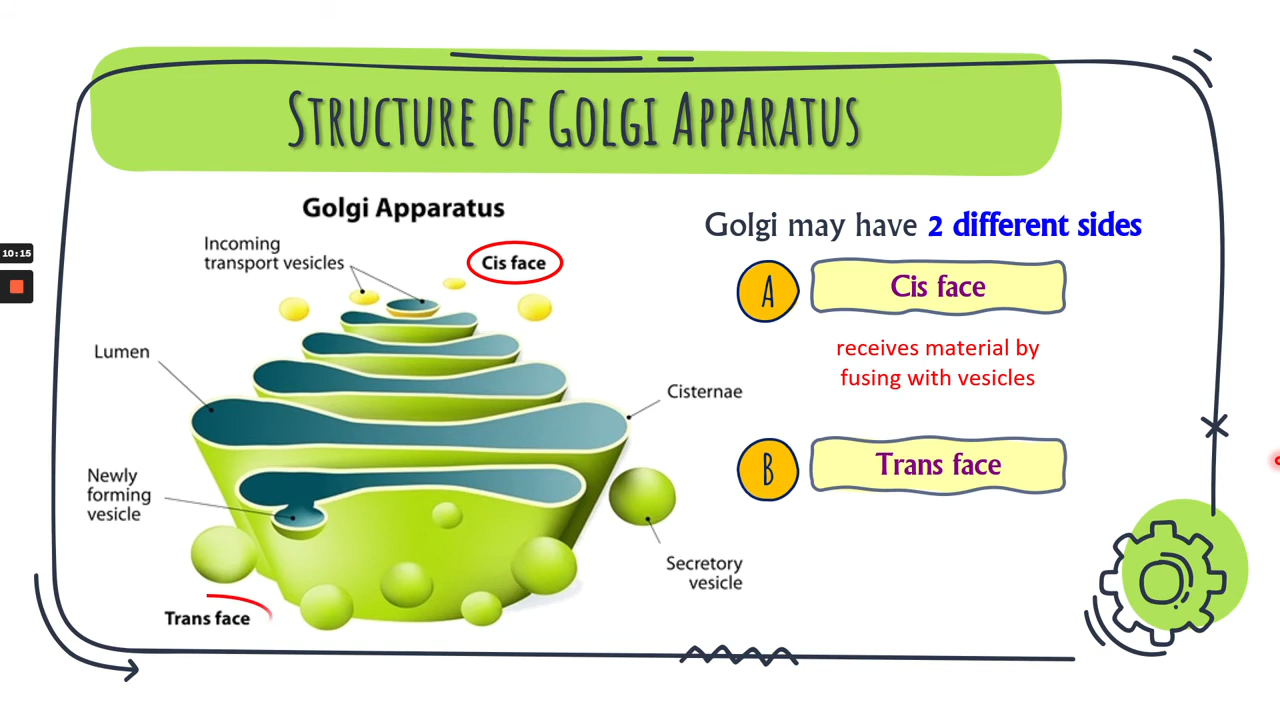 STRUCTURE OF GOLGI APPARATUS
Golgi Apparatus
Incoming
transport vesicles
Cis face
Lumen
Cisternae
Newly
forming
vesicle
Secretory
vesicle
Trans face
Golgi may have 2 different sides
A
Cis face
receives material by
fusing with vesicles
B
Trans face
10:15